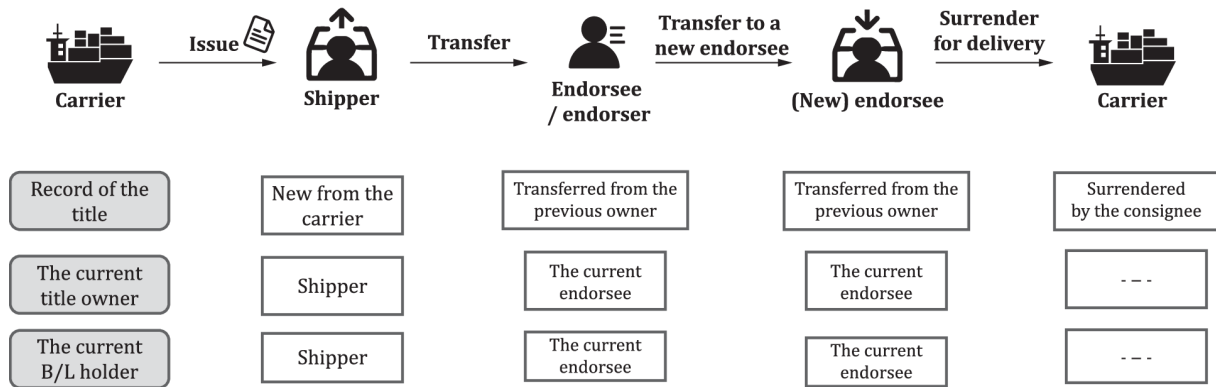 Issue
Transfer
Transfer to a
new endorsee
Surrender
for delivery
Carrier
Shipper
Endorsee
/ endorser
(New) endorsee
Carrier
Record of the
title
New from the
carrier
Transferred from the
previous owner
Transferred from the
previous owner
Surrendered
by the consignee
The current
title owner
Shipper
The current
endorsee
The current
endorsee
- – -
The current
B/L holder
Shipper
The current
endorsee
The current
endorsee
- – -